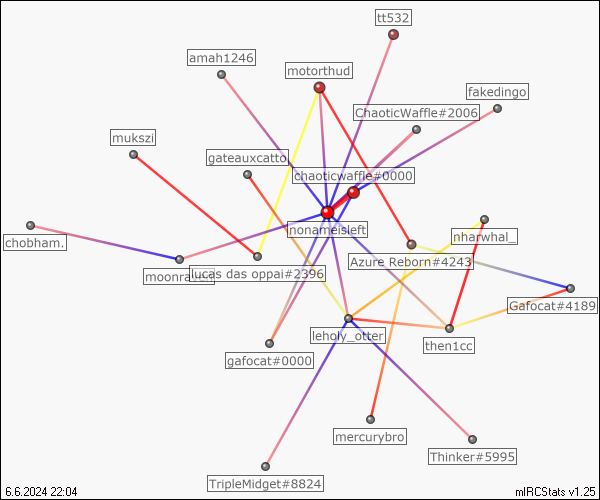 tt532
amah1246
motorthud
fakedingo
ChaoticWaffle#2006
mukszi
gateauxcatto
chaoticwaffle#0000
nonameisleft
nharwhal_
chobham.
Azure Reborn#4243
lucas das oppai#2396
Gafocat#4189
leholy_otter
then1cc
gafocat#0000
mercurybro
Thinker#5995
TripleMidget#8824
6.6.2024 22:04
mIRCStats v1.25